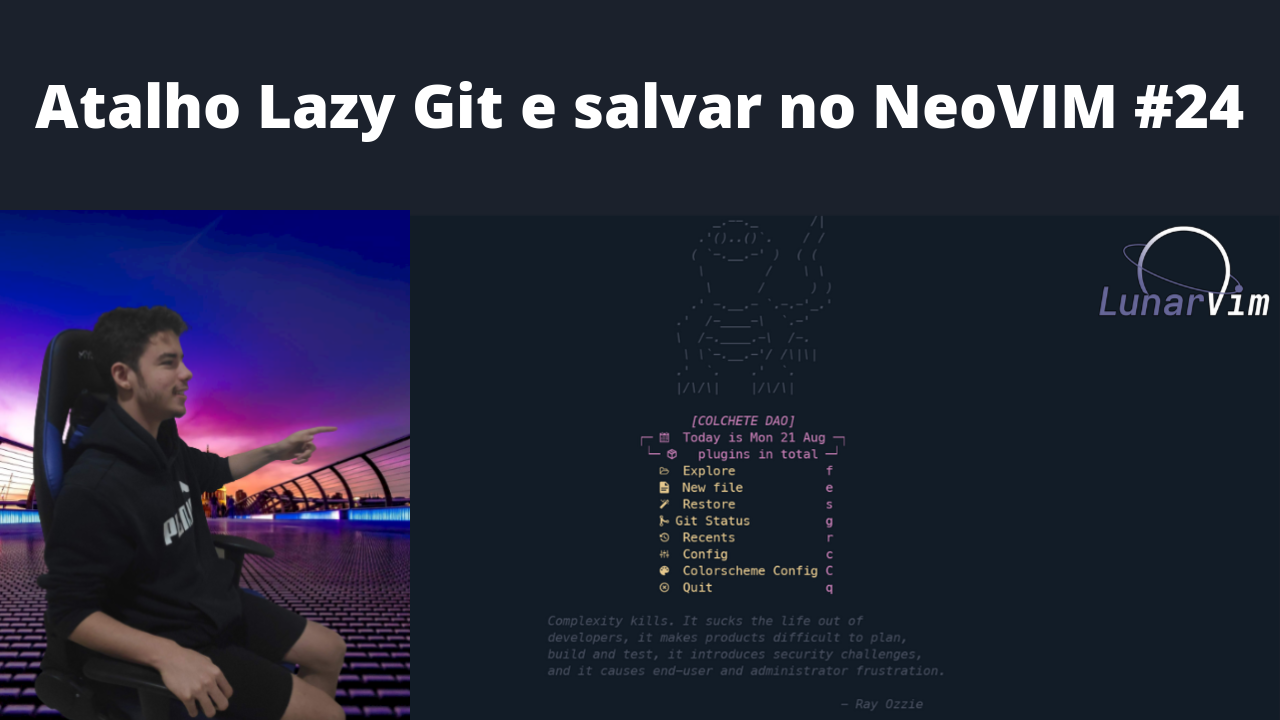 Atalho Lazy Git e salvar no NeoVIM #24
LunarVim
[COLCHETE DAO]
Today is Mon 21 Aug
plugins in total
Explore f
New file e
Restore s
Git Status g
Recents r
Config c
Colorscheme Config C
Quit q
Complexity kills. It sucks the life out of
developers, it makes products difficult to plan,
build and test, it introduces security challenges,
and it causes end-user and administrator frustration.
- Ray Ozzie